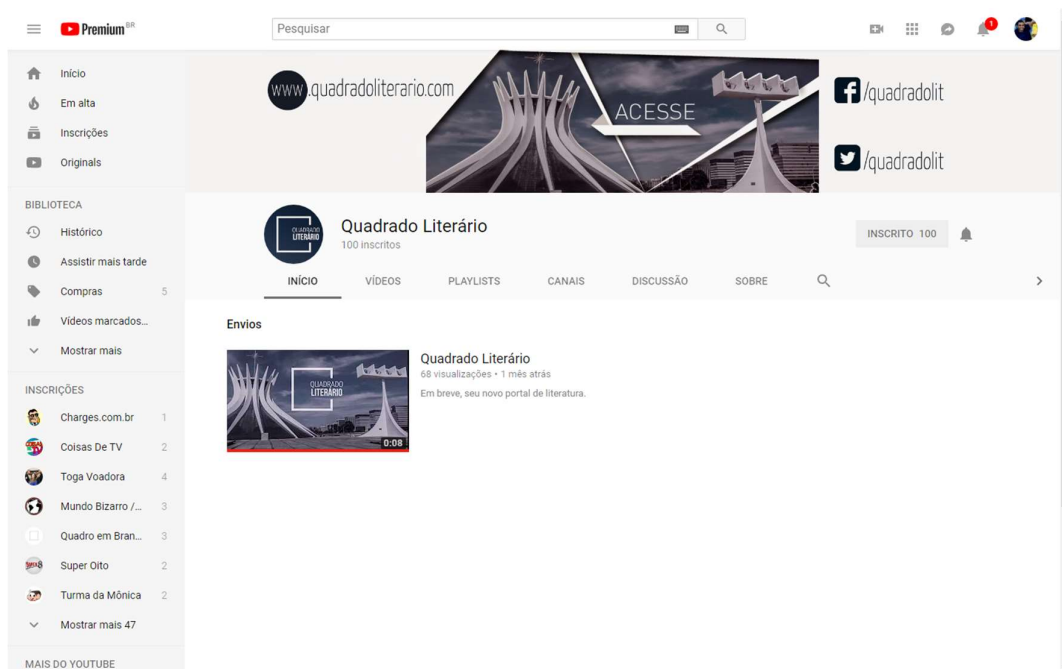 Premium BR
Pesquisar
1
Início
Em alta
Inscrições
Originals
BIBLIOTECA
Histórico
Assistir mais tarde
Compras 5
Vídeos marcados...
Mostrar mais
INSCRIÇÕES
Charges.com.br 1
Coisas De TV 2
Toga Voadora 4
Mundo Bizarro /... 3
Quadro em Bran... 3
Super Oito 2
Turma da Mônica 2
Mostrar mais 47
MAIS DO YOUTUBE
www.quadradoliterario.com
ACESSE
/quadradolit
/quadradolit
QUADRADO
LITERÁRIO
Quadrado Literário
100 inscritos
INSCRITO 100
INÍCIO VÍDEOS PLAYLISTS CANAIS DISCUSSÃO SOBRE
Envios
QUADRADO
LITERÁRIO
0:08
Quadrado Literário
68 visualizações • 1 mês atrás
Em breve, seu novo portal de literatura.